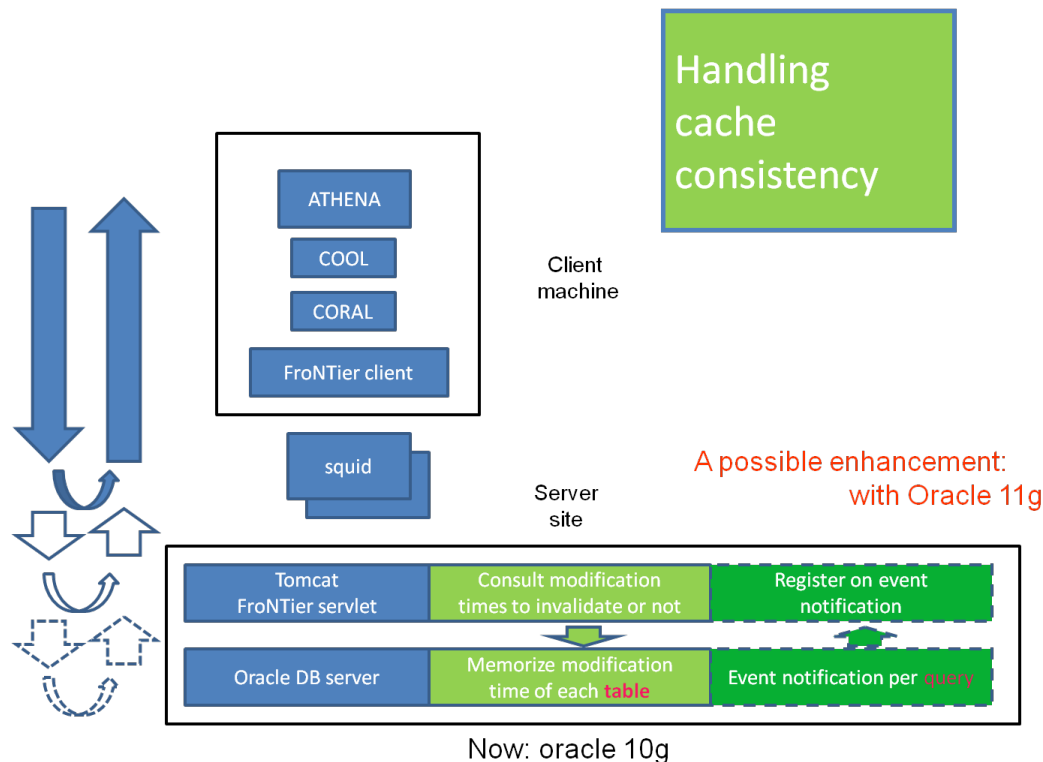 Handling
cache
consistency
ATHENA
COOL
CORAL
FroNTier client
Client
machine
squid
A possible enhancement:
with Oracle 11g
Server
site
Tomcat
FroNTier servlet
Consult modification
times to invalidate or not
Register on event
notification
Oracle DB server
Memorize modification
time of each table
Event notification per query
Now: oracle 10g